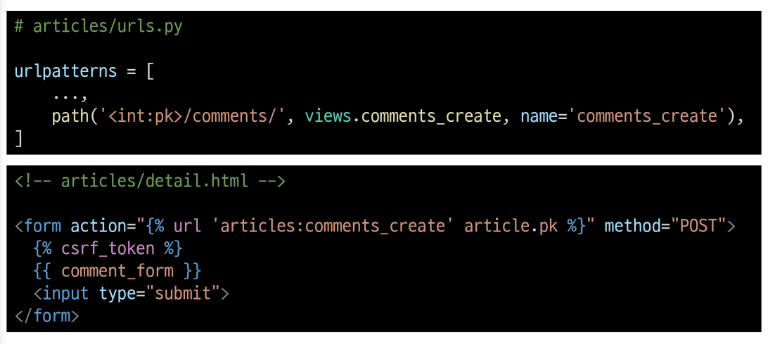 # articles/urls.py
urlpatterns = [
    ...,
    path('<int:pk>/comments/', views.comments_create, name='comments_create'),
]
<!-- articles/detail.html -->
<form action="{% url 'articles:comments_create' article.pk %}" method="POST">
  {% csrf_token %}
  {{ comment_form }}
  <input type="submit">
</form>